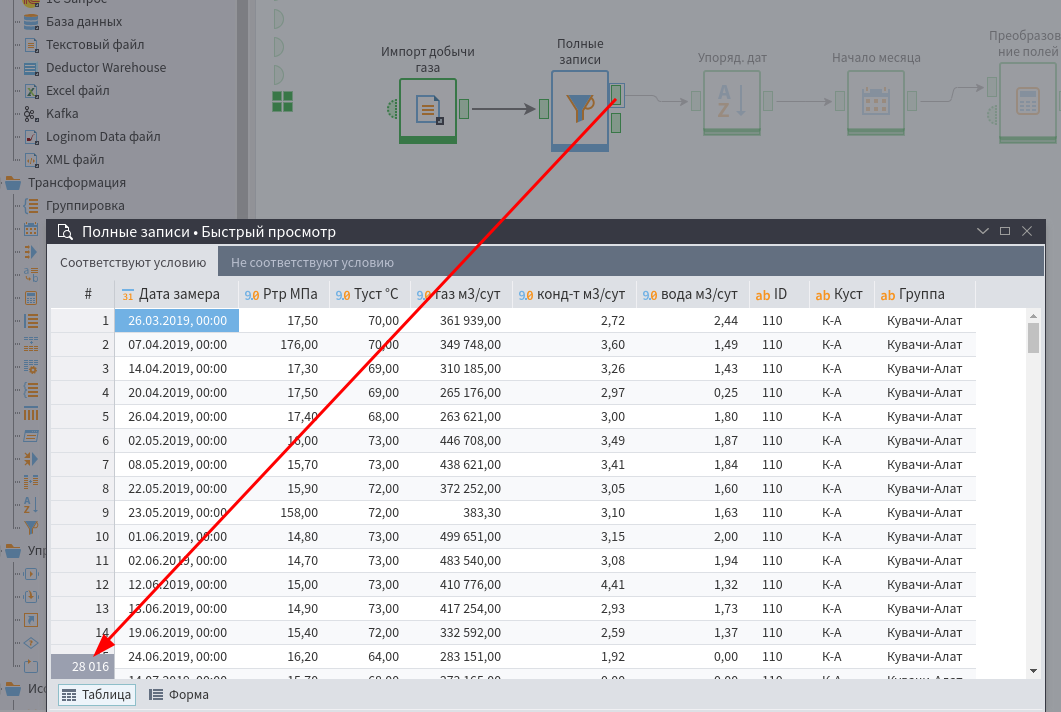 1С Запрос
База данных
Текстовый файл
Deductor Warehouse
Excel файл
Kafka
Loginom Data файл
XML файл
Трансформация
Группировка
Импорт добычи
газа
Полные
записи
Упоряд. дат
Начало месяца
Преобразов
ние полей
Полные записи • Быстрый просмотр
Соответствуют условию
Не соответствуют условию
# 31 Дата замера 9.0 Ртр МПа 9.0 Туст °C 9.0 газ м3/сут 9.0 конд-т м3/сут 9.0 вода м3/сут ab ID ab Куст ab Группа
1 26.03.2019, 00:00 17,50 70,00 361 939,00 2,72 2,44 110 К-А Кувачи-Алат
2 07.04.2019, 00:00 176,00 70,00 349 748,00 3,60 1,49 110 К-А Кувачи-Алат
3 14.04.2019, 00:00 17,30 69,00 310 185,00 3,26 1,43 110 К-А Кувачи-Алат
4 20.04.2019, 00:00 17,50 69,00 265 176,00 2,97 0,25 110 К-А Кувачи-Алат
5 26.04.2019, 00:00 17,40 68,00 263 621,00 3,00 1,80 110 К-А Кувачи-Алат
6 02.05.2019, 00:00 16,00 73,00 446 708,00 3,49 1,87 110 К-А Кувачи-Алат
7 08.05.2019, 00:00 15,70 73,00 438 621,00 3,41 1,84 110 К-А Кувачи-Алат
8 22.05.2019, 00:00 15,90 72,00 372 252,00 3,05 1,60 110 К-А Кувачи-Алат
9 23.05.2019, 00:00 158,00 72,00 383,30 3,10 1,63 110 К-А Кувачи-Алат
10 01.06.2019, 00:00 14,80 73,00 499 651,00 3,15 2,00 110 К-А Кувачи-Алат
11 02.06.2019, 00:00 14,70 73,00 483 540,00 3,08 1,94 110 К-А Кувачи-Алат
12 12.06.2019, 00:00 15,00 73,00 410 776,00 4,41 1,32 110 К-А Кувачи-Алат
13 13.06.2019, 00:00 14,90 73,00 417 254,00 2,93 1,73 110 К-А Кувачи-Алат
14 19.06.2019, 00:00 15,40 72,00 332 592,00 2,59 1,37 110 К-А Кувачи-Алат
24.06.2019, 00:00 16,20 64,00 283 151,00 1,92 0,00 110 К-А Кувачи-Алат
28 016
Упр
Исс
Таблица
Форма